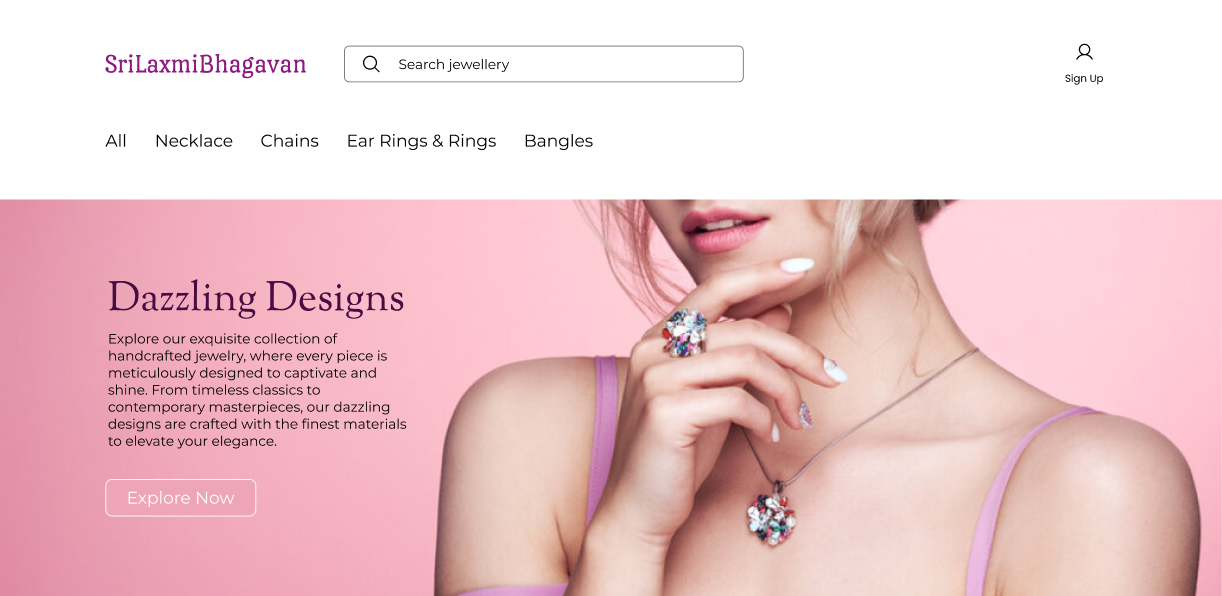 SriLaxmiBhagavan
Search jewellery
Sign Up
All Necklace Chains Ear Rings & Rings Bangles
Dazzling Designs
Explore our exquisite collection of
handcrafted jewelry, where every piece is
meticulously designed to captivate and
shine. From timeless classics to
contemporary masterpieces, our dazzling
designs are crafted with the finest materials
to elevate your elegance.
Explore Now